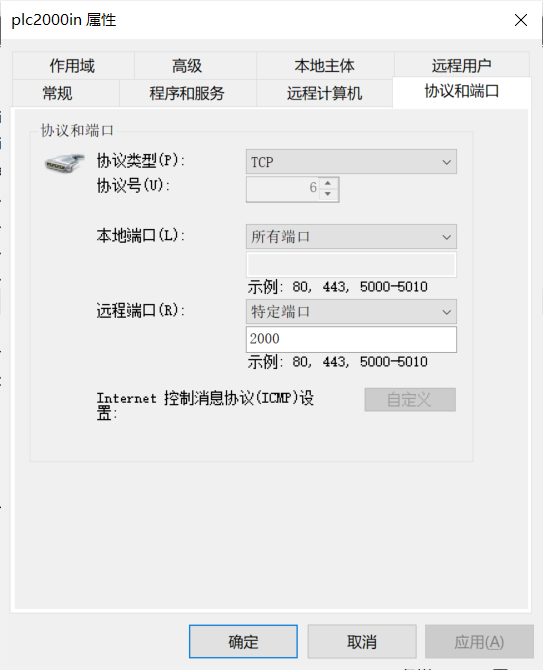 plc2000in 属性
作用域 高级 本地主体 远程用户
常规 程序和服务 远程计算机 协议和端口
协议和端口
协议类型(P): TCP
协议号(U): 6
本地端口(L): 所有端口
示例: 80, 443, 5000-5010
远程端口(R): 特定端口
2000
示例: 80, 443, 5000-5010
Internet 控制消息协议(ICMP)设
置: 自定义
确定 取消 应用(A)